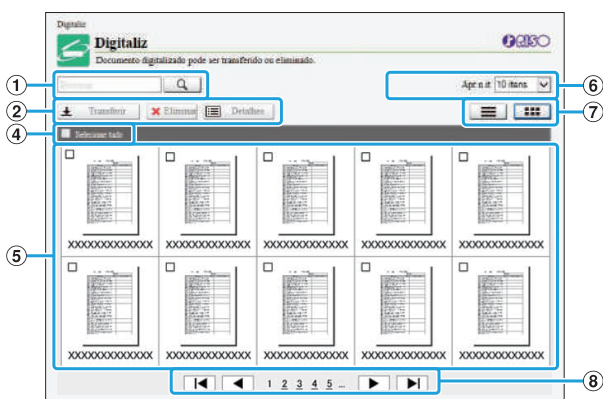 Digitaliz
Digitaliz
RISO
Documento digitalizado pode ser transferido ou eliminado.
1
6
Apr n it 10 itans
2
Transferir Eliminar Detalhes
7
4
Selecionar tudo
5
XXXXXXXXXXXXX XXXXXXXXXXXXX XXXXXXXXXXXXX XXXXXXXXXXXXX XXXXXXXXXXXXX
XXXXXXXXXXXXX XXXXXXXXXXXXX XXXXXXXXXXXXX XXXXXXXXXXXXX XXXXXXXXXXXXX
1 2 3 4 5 ...
8